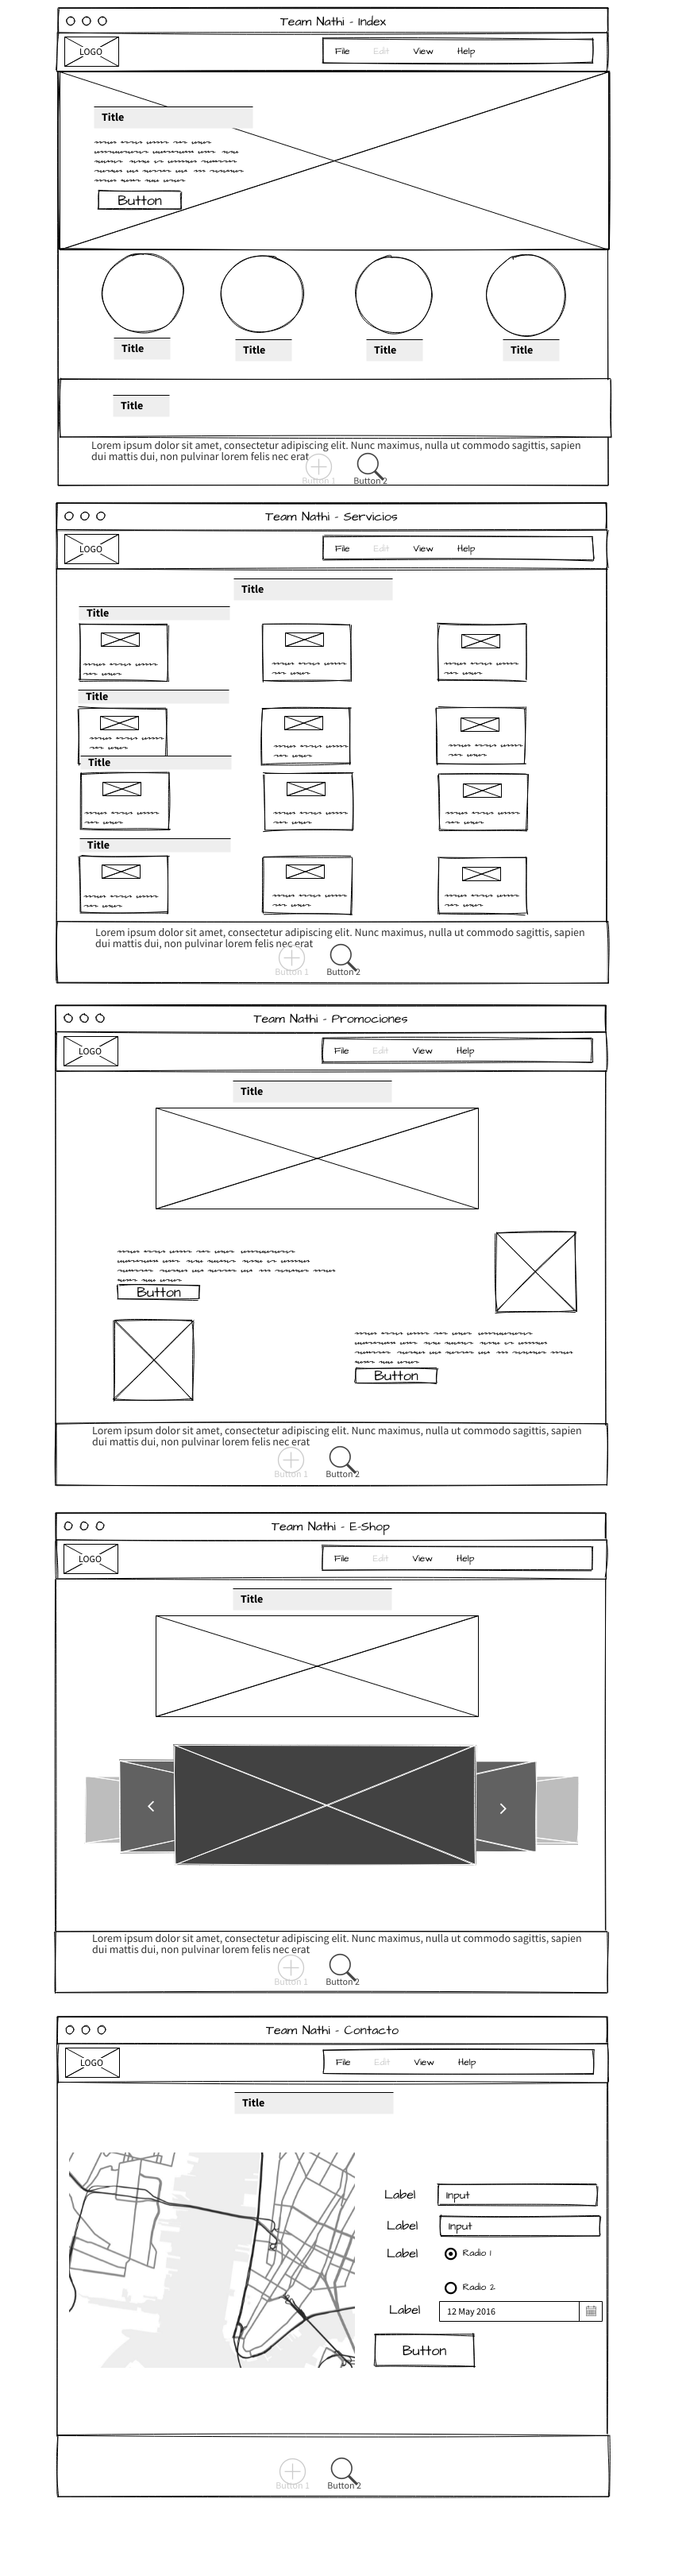 Team Nathi - Index
LOGO
File Edit View Help
Title
Button
Title Title Title Title
Title
Lorem ipsum dolor sit amet, consectetur adipiscing elit. Nunc maximus, nulla ut commodo sagittis, sapien
dui mattis dui, non pulvinar lorem felis nec erat
Button 1 Button 2
Team Nathi - Servicios
LOGO
File Edit View Help
Title
Title
Title
Title
Title
Lorem ipsum dolor sit amet, consectetur adipiscing elit. Nunc maximus, nulla ut commodo sagittis, sapien
dui mattis dui, non pulvinar lorem felis nec erat
Button 1 Button 2
Team Nathi - Promociones
LOGO
File Edit View Help
Title
Button
Button
Lorem ipsum dolor sit amet, consectetur adipiscing elit. Nunc maximus, nulla ut commodo sagittis, sapien
dui mattis dui, non pulvinar lorem felis nec erat
Button 1 Button 2
Team Nathi - E-Shop
LOGO
File Edit View Help
Title
Lorem ipsum dolor sit amet, consectetur adipiscing elit. Nunc maximus, nulla ut commodo sagittis, sapien
dui mattis dui, non pulvinar lorem felis nec erat
Button 1 Button 2
Team Nathi - Contacto
LOGO
File Edit View Help
Title
Label Input
Label Input
Label Radio 1
Radio 2
Label 12 May 2016
Button
Button 1 Button 2